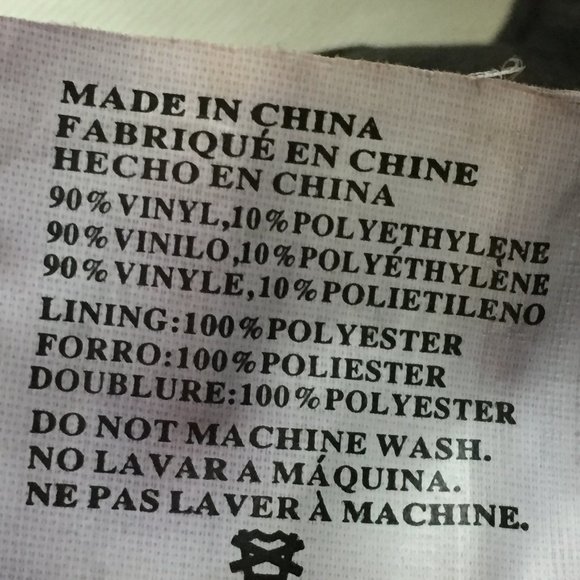 MADE IN CHINA
FABRIQUÉ EN CHINE
HECHO EN CHINA
90% VINYL,10% POLYETHYLENE
90% VINILO,10% POLYÉTHYLÈNE
90% VINYLE,10% POLIETILENO
LINING:100% POLYESTER
FORRO:100% POLIESTER
DOUBLURE:100% POLYESTER
DO NOT MACHINE WASH.
NO LAVAR A MÁQUINA.
NE PAS LAVER À MACHINE.